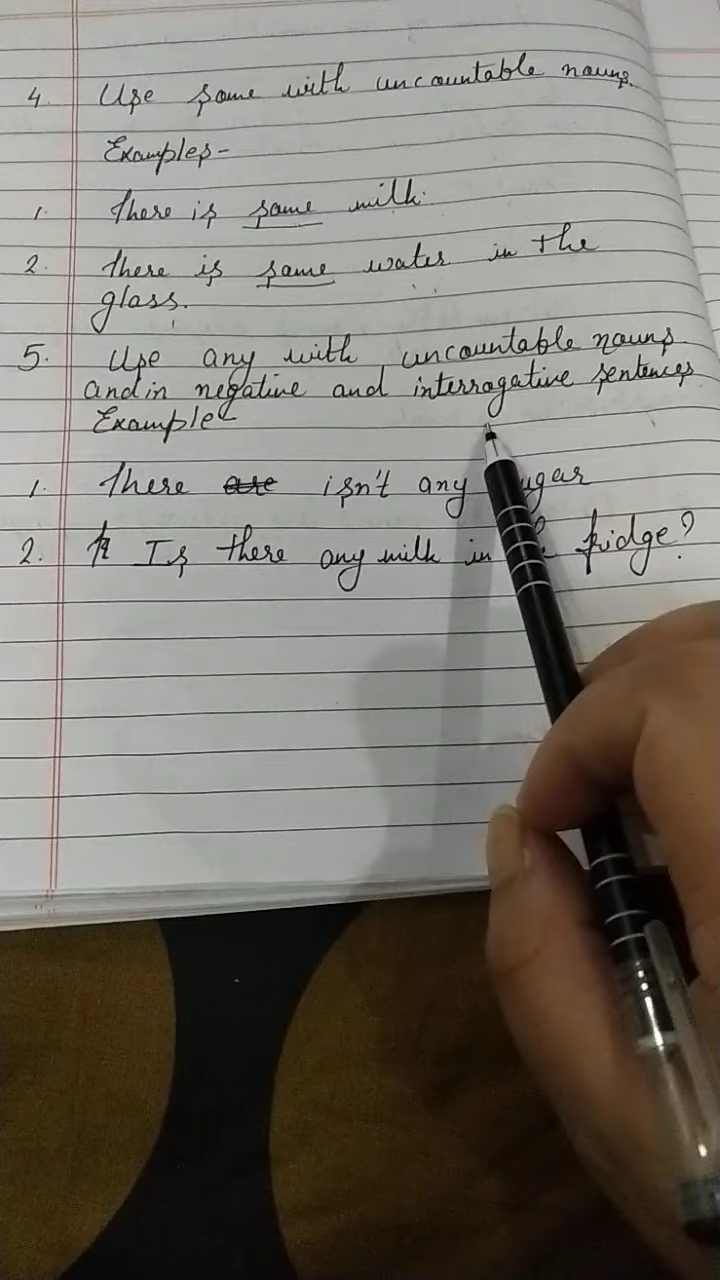 4. Use some with uncountable nouns.
Examples-
1. There is some milk.
2. There is some water in the
glass.
5. Use any with uncountable nouns
and in negative and interrogative sentences
Example
1. There are isn't any sugar
2. Is there any milk in fridge?